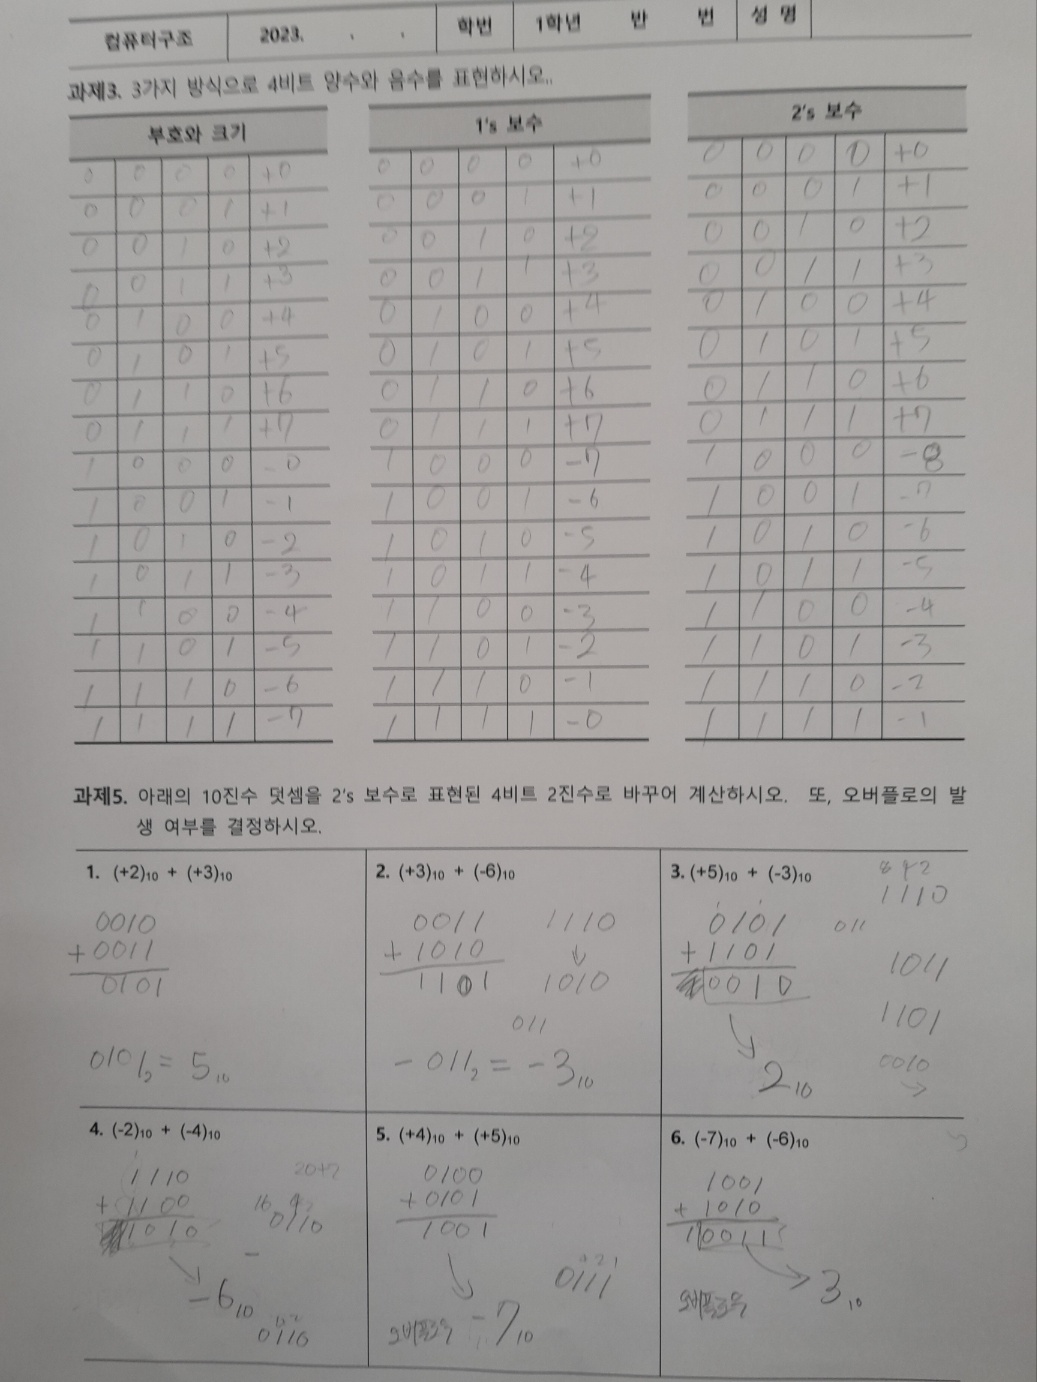 컴퓨터구조 2023. . . 학번 1학년 반 번 성 명
과제3. 3가지 방식으로 4비트 양수와 음수를 표현하시오..
부호와 크기 1's 보수 2's 보수
0 0 0 0 +0 0 0 0 0 +0 0 0 0 0 +0
0 0 0 1 +1 0 0 0 1 +1 0 0 0 1 +1
0 0 1 0 +2 0 0 1 0 +2 0 0 1 0 +2
0 0 1 1 +3 0 0 1 1 +3 0 0 1 1 +3
0 1 0 0 +4 0 1 0 0 +4 0 1 0 0 +4
0 1 0 1 +5 0 1 0 1 +5 0 1 0 1 +5
0 1 1 0 +6 0 1 1 0 +6 0 1 1 0 +6
0 1 1 1 +7 0 1 1 1 +7 0 1 1 1 +7
1 0 0 0 -0 1 0 0 0 -7 1 0 0 0 -8
1 0 0 1 -1 1 0 0 1 -6 1 0 0 1 -7
1 0 1 0 -2 1 0 1 0 -5 1 0 1 0 -6
1 0 1 1 -3 1 0 1 1 -4 1 0 1 1 -5
1 1 0 0 -4 1 1 0 0 -3 1 1 0 0 -4
1 1 0 1 -5 1 1 0 1 -2 1 1 0 1 -3
1 1 1 0 -6 1 1 1 0 -1 1 1 1 0 -2
1 1 1 1 -7 1 1 1 1 -0 1 1 1 1 -1
과제5. 아래의 10진수 덧셈을 2's 보수로 표현된 4비트 2진수로 바꾸어 계산하시오. 또, 오버플로의 발
생 여부를 결정하시오.
1. (+2)10 + (+3)10
0010
+0011
0101
0101₂ = 5₁₀
2. (+3)10 + (-6)10
0011 1110
+ 1010 ↓
1101 1010
011
- 011₂ = -3₁₀
3. (+5)10 + (-3)10
8 4 2
1110
0101 011
+ 1101
0010 1011
1101
2₁₀ 0010
4. (-2)10 + (-4)10
1110
+ 1100
1010 0110
-6₁₀
0110
5. (+4)10 + (+5)10
0100
+ 0101
1001
0111
오버플로우 -7₁₀
6. (-7)10 + (-6)10
1001
+ 1010
10011
오버플로우 3₁₀